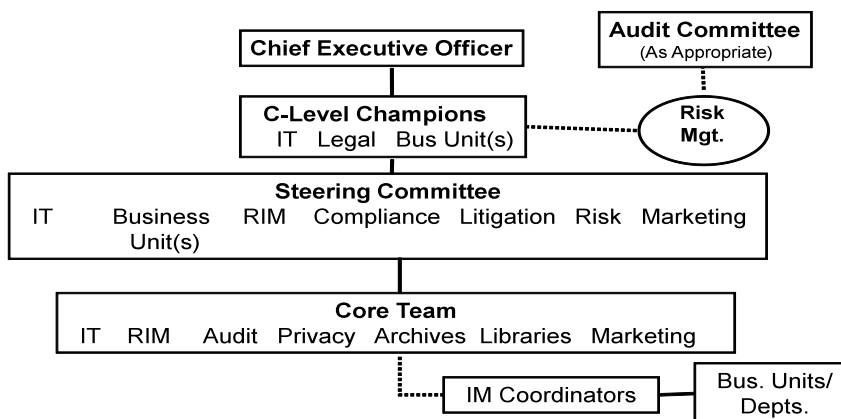 Chief Executive Officer
Audit Committee
(As Appropriate)
C-Level Champions
IT Legal Bus Unit(s)
Risk
Mgt.
Steering Committee
IT Business RIM Compliance Litigation Risk Marketing
Unit(s)
Core Team
IT RIM Audit Privacy Archives Libraries Marketing
IM Coordinators
Bus. Units/
Depts.